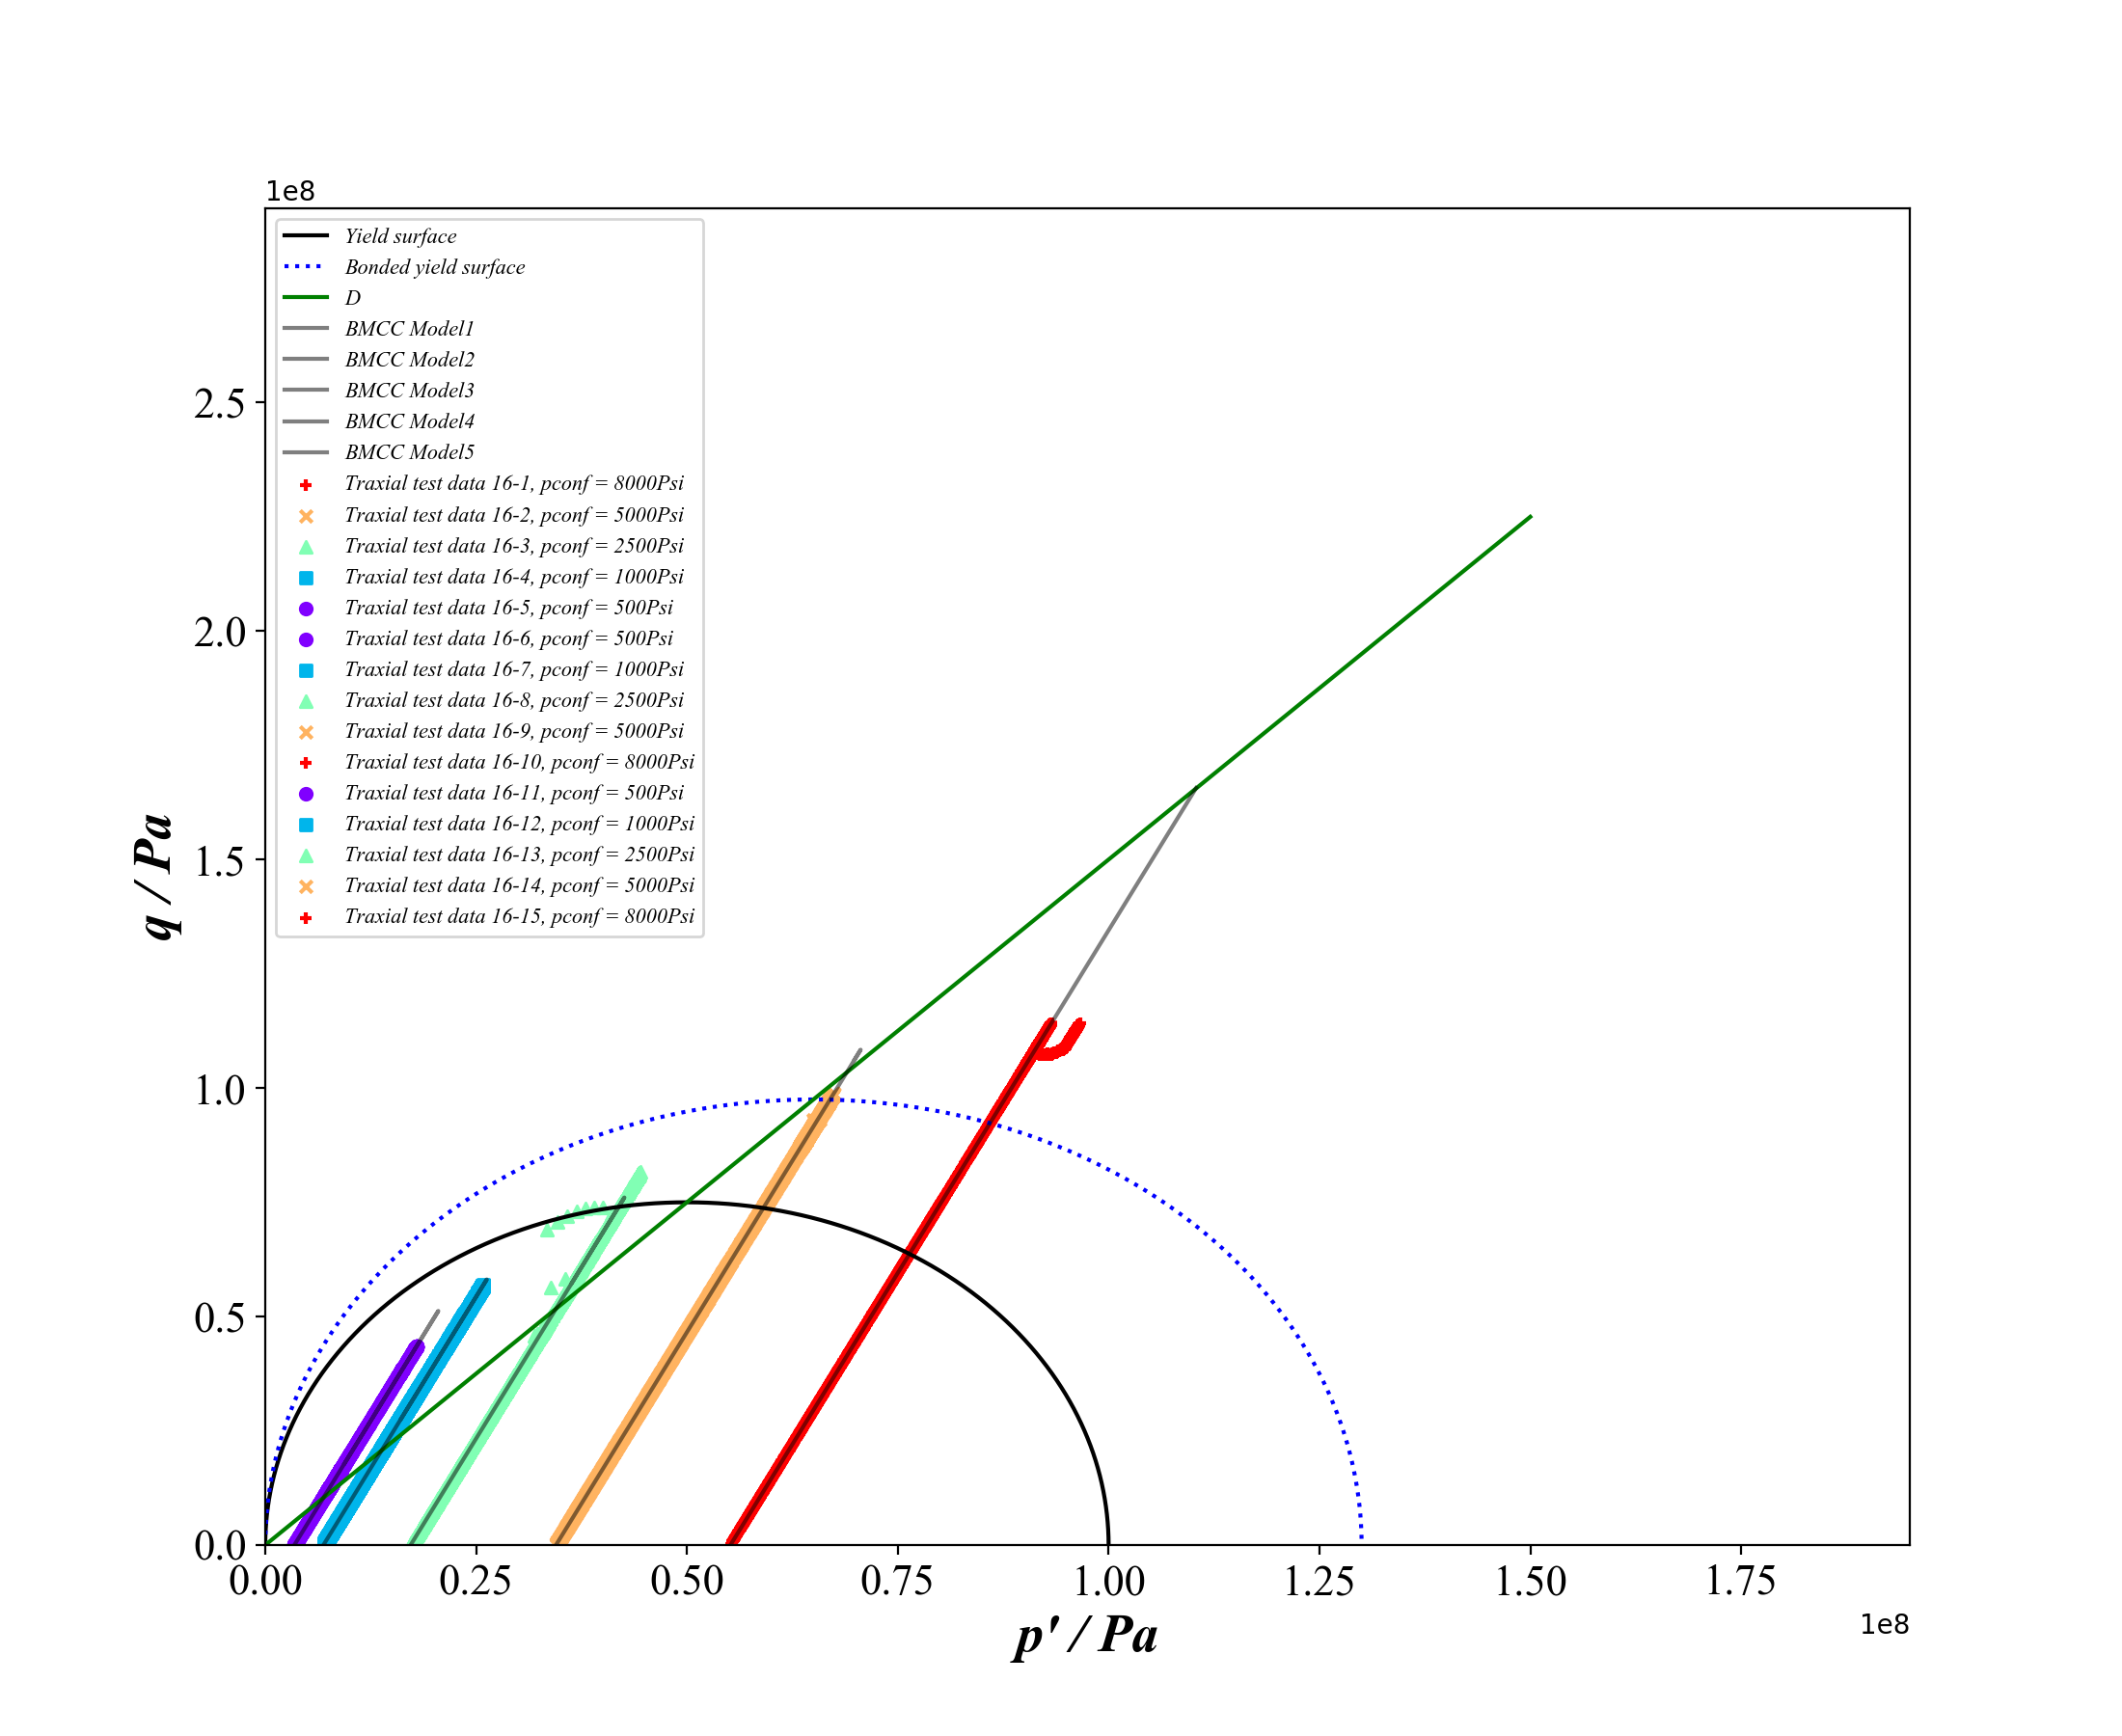 1e8
Yield surface
Bonded yield surface
D
BMCC Model1
BMCC Model2
BMCC Model3
BMCC Model4
BMCC Model5
Traxial test data 16-1, pconf = 8000Psi
Traxial test data 16-2, pconf = 5000Psi
Traxial test data 16-3, pconf = 2500Psi
Traxial test data 16-4, pconf = 1000Psi
Traxial test data 16-5, pconf = 500Psi
Traxial test data 16-6, pconf = 500Psi
Traxial test data 16-7, pconf = 1000Psi
Traxial test data 16-8, pconf = 2500Psi
Traxial test data 16-9, pconf = 5000Psi
Traxial test data 16-10, pconf = 8000Psi
Traxial test data 16-11, pconf = 500Psi
Traxial test data 16-12, pconf = 1000Psi
Traxial test data 16-13, pconf = 2500Psi
Traxial test data 16-14, pconf = 5000Psi
Traxial test data 16-15, pconf = 8000Psi
2.5
2.0
1.5
1.0
0.5
0.0
q / Pa
0.00 0.25 0.50 0.75 1.00 1.25 1.50 1.75
1e8
p' / Pa